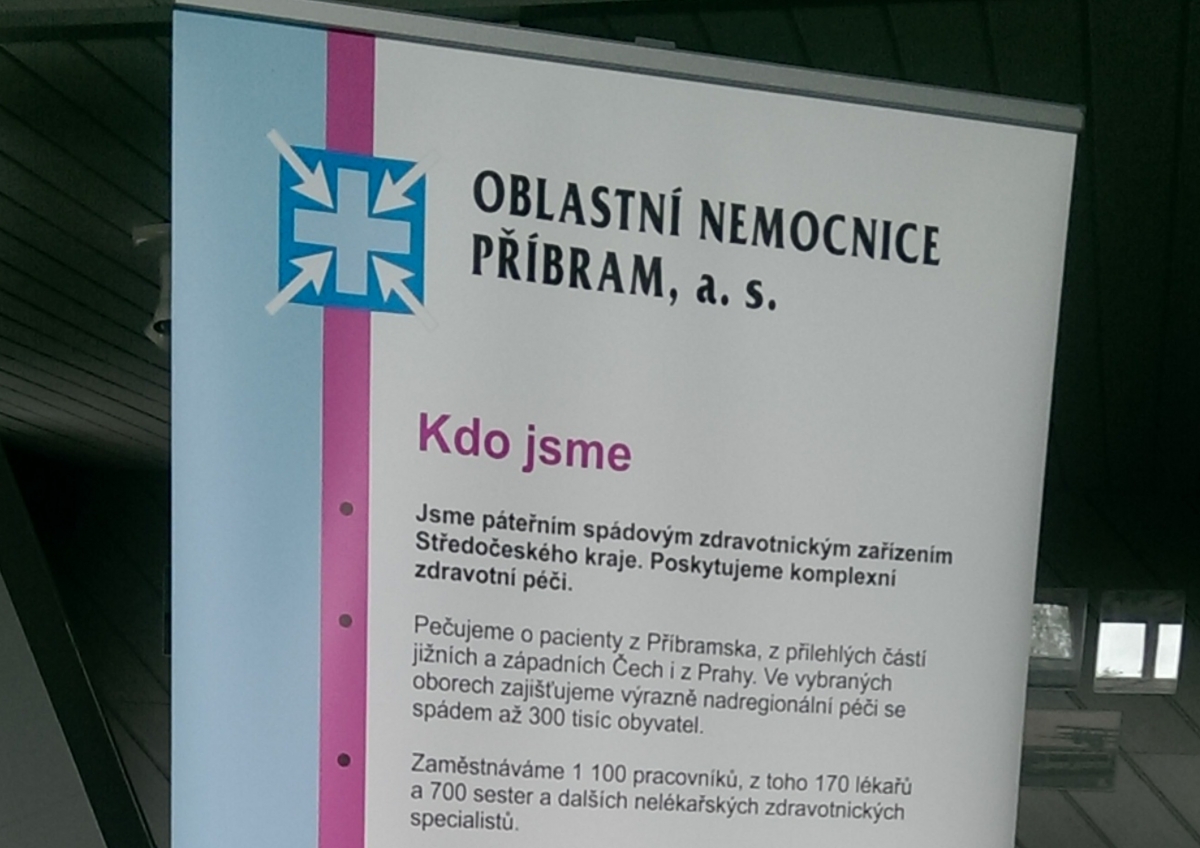 OBLASTNÍ NEMOCNICE
PŘÍBRAM, a. s.
Kdo jsme
Jsme páteřním spádovým zdravotnickým zařízením
Středočeského kraje. Poskytujeme komplexní
zdravotní péči.
Pečujeme o pacienty z Příbramska, z přilehlých částí
jižních a západních Čech i z Prahy. Ve vybraných
oborech zajišťujeme výrazně nadregionální péči se
spádem až 300 tisíc obyvatel.
Zaměstnáváme 1 100 pracovníků, z toho 170 lékařů
a 700 sester a dalších nelékařských zdravotnických
specialistů.